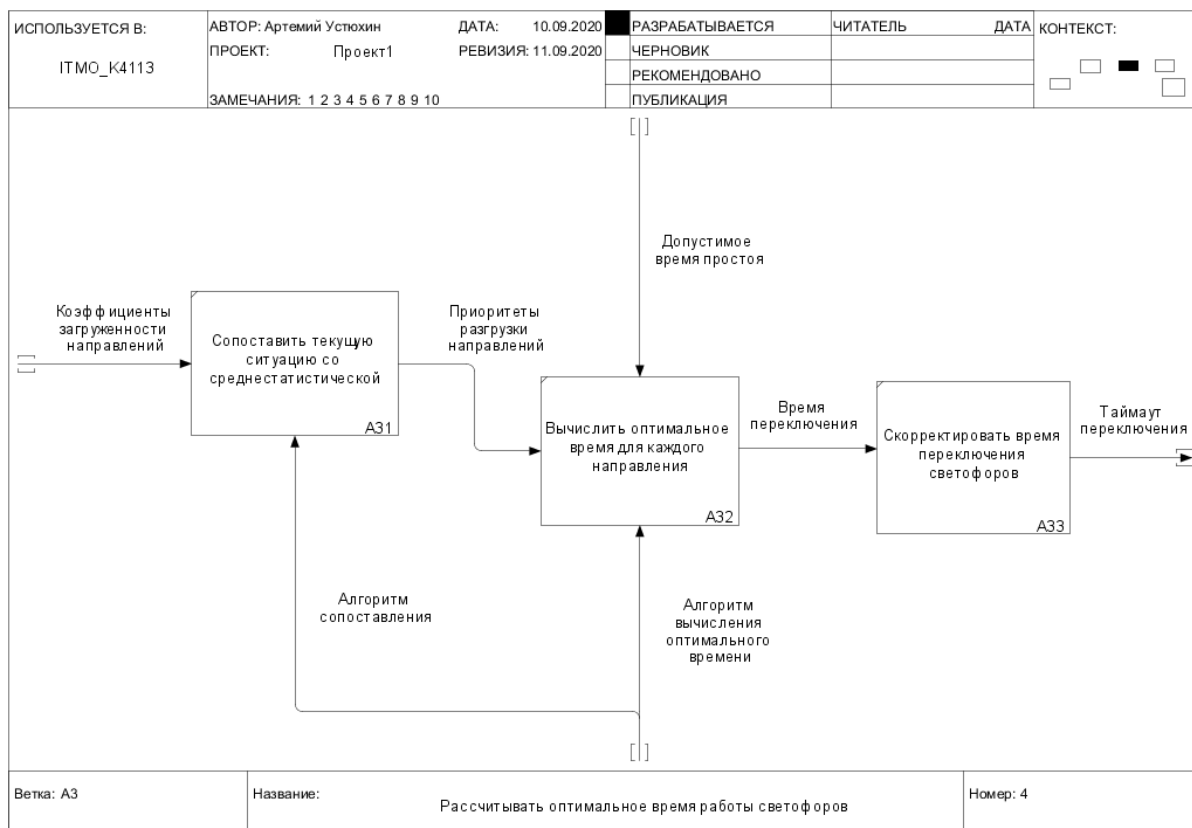 ИСПОЛЬЗУЕТСЯ В:
ITMO_K4113
АВТОР: Артемий Устюхин
ДАТА: 10.09.2020
ПРОЕКТ: Проект1
РЕВИЗИЯ: 11.09.2020
ЗАМЕЧАНИЯ: 1 2 3 4 5 6 7 8 9 10
РАЗРАБАТЫВАЕТСЯ
ЧЕРНОВИК
РЕКОМЕНДОВАНО
ПУБЛИКАЦИЯ
ЧИТАТЕЛЬ
ДАТА
КОНТЕКСТ:
Допустимое
время простоя
Коэффициенты
загруженности
направлений
Сопоставить текущую
ситуацию со
среднестатистической
A31
Приоритеты
разгрузки
направлений
Вычислить оптимальное
время для каждого
направления
A32
Время
переключения
Скорректировать время
переключения
светофоров
A33
Таймаут
переключения
Алгоритм
сопоставления
Алгоритм
вычисления
оптимального
времени
Ветка: A3
Название:
Рассчитывать оптимальное время работы светофоров
Номер: 4